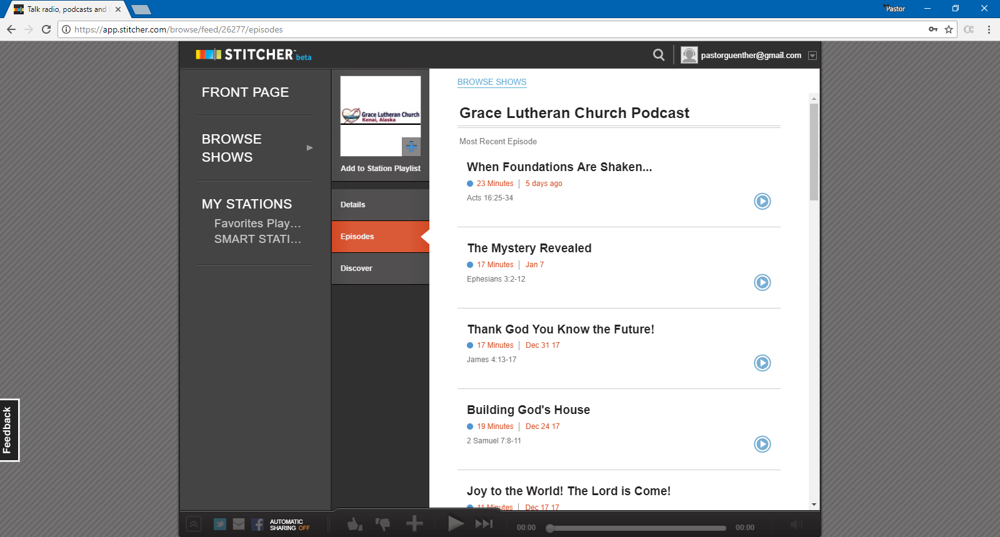 Talk radio, podcasts and
Pastor
https://app.stitcher.com/browse/feed/26277/episodes
STITCHER™ beta
pastorguenther@gmail.com
FRONT PAGE
BROWSE
SHOWS
MY STATIONS
Favorites Play...
SMART STATI...
Grace Lutheran Church
Kenai, Alaska
Add to Station Playlist
Details
Episodes
Discover
BROWSE SHOWS
Grace Lutheran Church Podcast
Most Recent Episode
When Foundations Are Shaken...
23 Minutes | 5 days ago
Acts 16:25-34
The Mystery Revealed
17 Minutes | Jan 7
Ephesians 3:2-12
Thank God You Know the Future!
17 Minutes | Dec 31 17
James 4:13-17
Building God's House
19 Minutes | Dec 24 17
2 Samuel 7:8-11
Joy to the World! The Lord is Come!
11 Minutes | Dec 17 17
Feedback
AUTOMATIC
SHARING OFF
00:00
00:00